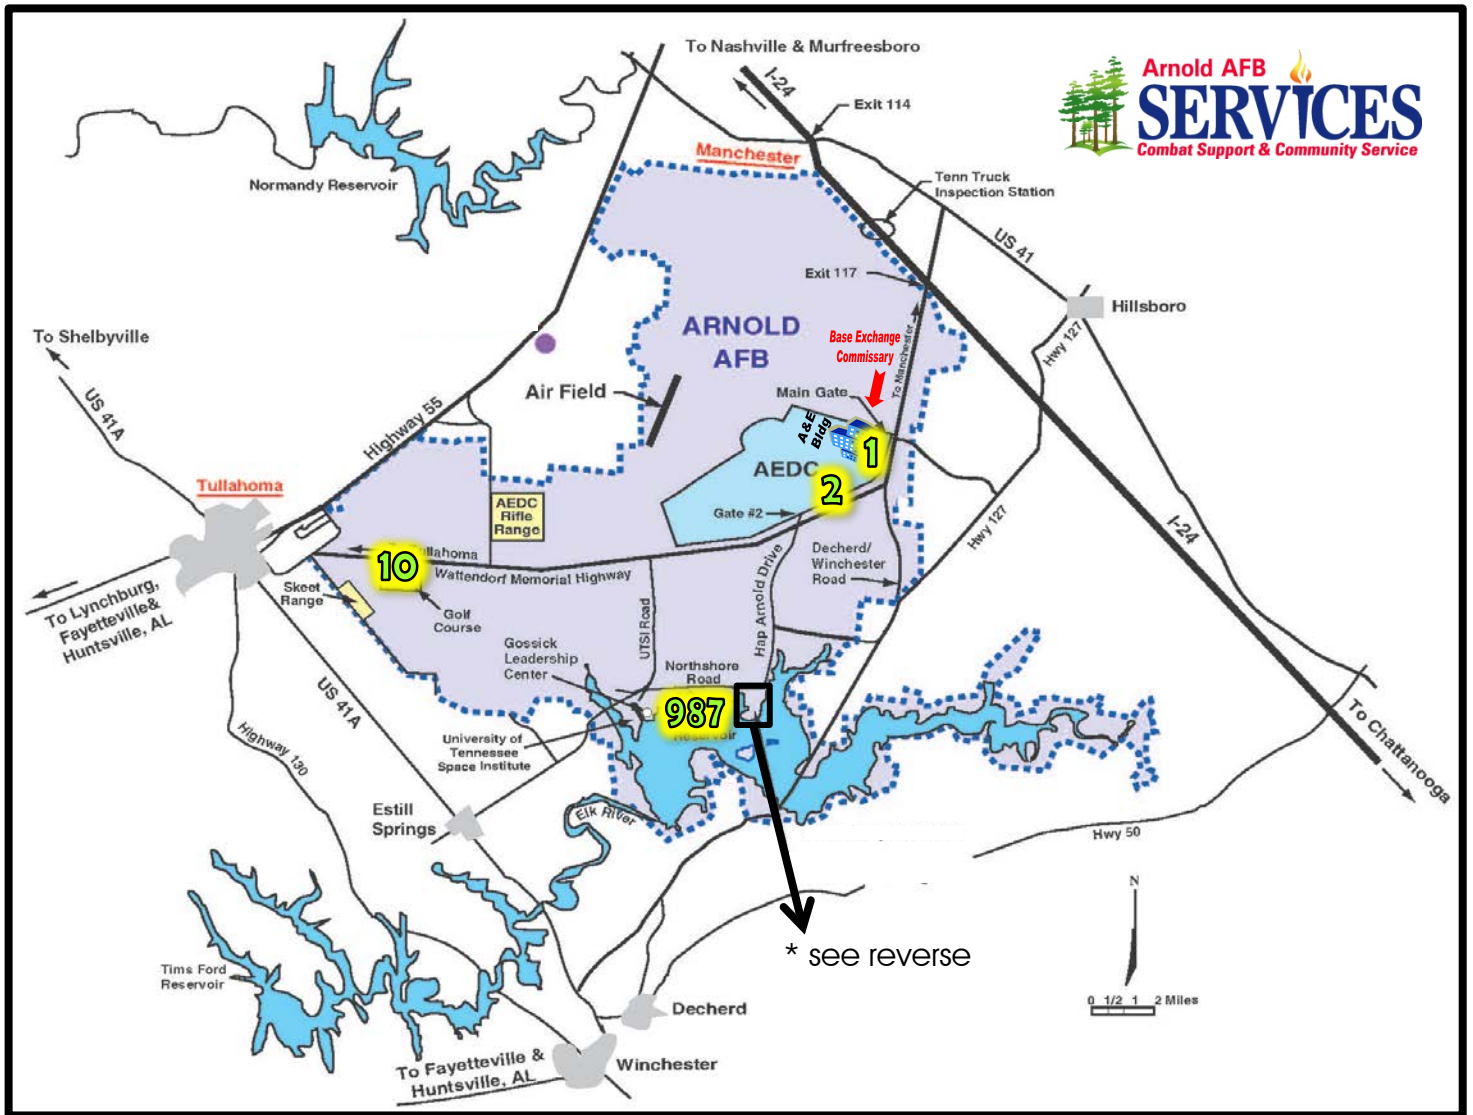 To Nashville & Murfreesboro
I-24
Exit 114
Arnold AFB
SERVICES
Combat Support & Community Service
Manchester
Tenn Truck
Inspection Station
Normandy Reservoir
US 41
Exit 117
Hillsboro
To Shelbyville
ARNOLD
AFB
Base Exchange
Commissary
To Manchester
Hwy 127
US 41A
Air Field
Main Gate
Highway 55
A&E
Bldg
1
AEDC
2
Tullahoma
AEDC
Rifle
Range
Gate #2
Hwy 127
I-24
10
Tullahoma
Wattendorf Memorial Highway
Decherd/
Winchester
Road
Skeet
Range
Golf
Course
To Lynchburg,
Fayetteville&
Huntsville, AL
UTSI Road
Hap Arnold Drive
Gossick
Leadership
Center
Northshore
Road
987
Reservoir
US 41A
Highway 130
University of
Tennessee
Space Institute
To Chattanooga
Estill
Springs
Elk River
Hwy 50
N
* see reverse
Tims Ford
Reservoir
0 1/2 1 2 Miles
Decherd
Winchester
To Fayetteville &
Huntsville, AL